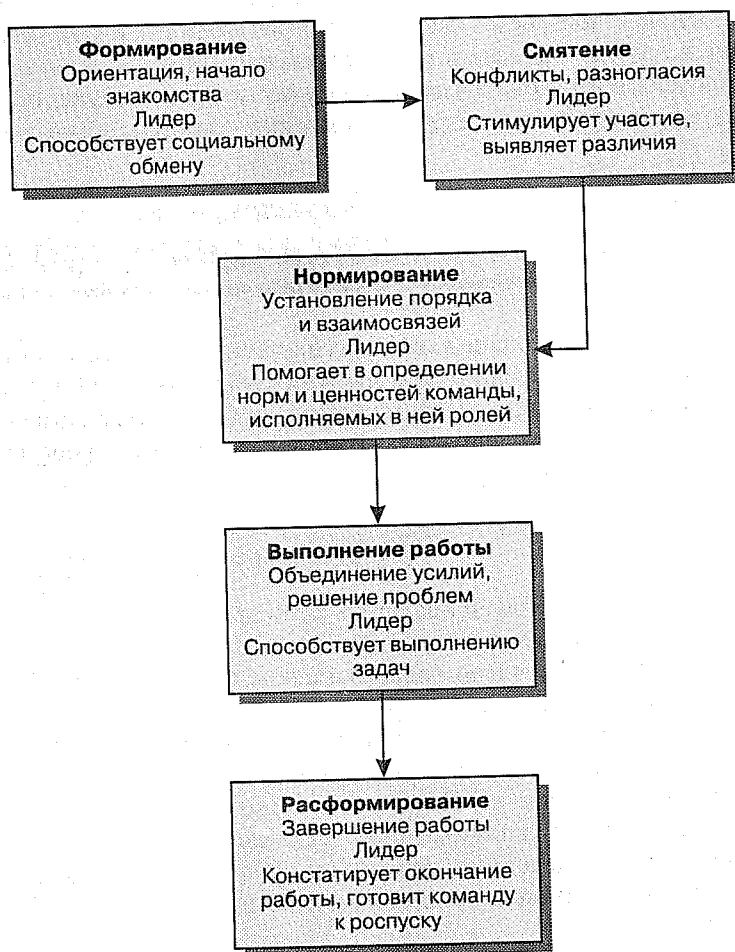 Формирование
Ориентация, начало
знакомства
Лидер
Способствует социальному
обмену
Смятение
Конфликты, разногласия
Лидер
Стимулирует участие,
выявляет различия
Нормирование
Установление порядка
и взаимосвязей
Лидер
Помогает в определении
норм и ценностей команды,
исполняемых в ней ролей
Выполнение работы
Объединение усилий,
решение проблем
Лидер
Способствует выполнению
задач
Расформирование
Завершение работы
Лидер
Констатирует окончание
работы, готовит команду
к роспуску